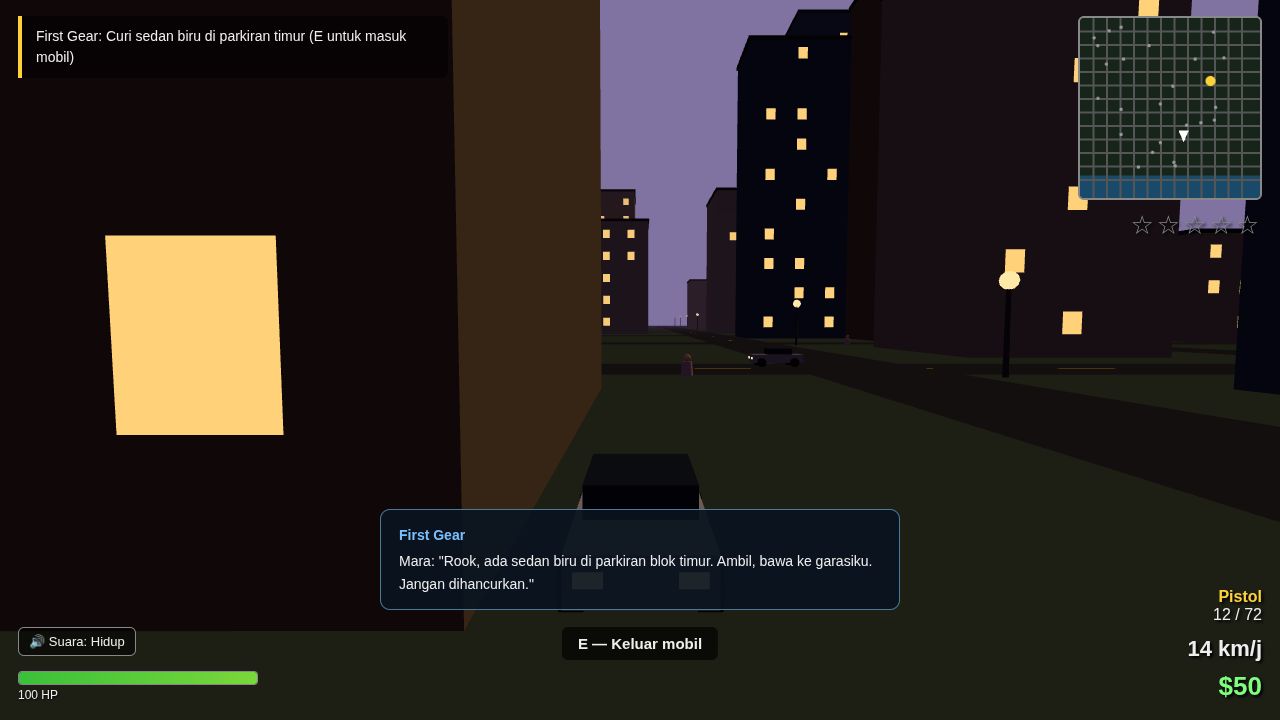 First Gear: Curi sedan biru di parkiran timur (E untuk masuk
mobil)
First Gear
Mara: "Rook, ada sedan biru di parkiran blok timur. Ambil, bawa ke garasiku.
Jangan dihancurkan."
E — Keluar mobil
🔊 Suara: Hidup
100 HP
Pistol
12 / 72
14 km/j
$50